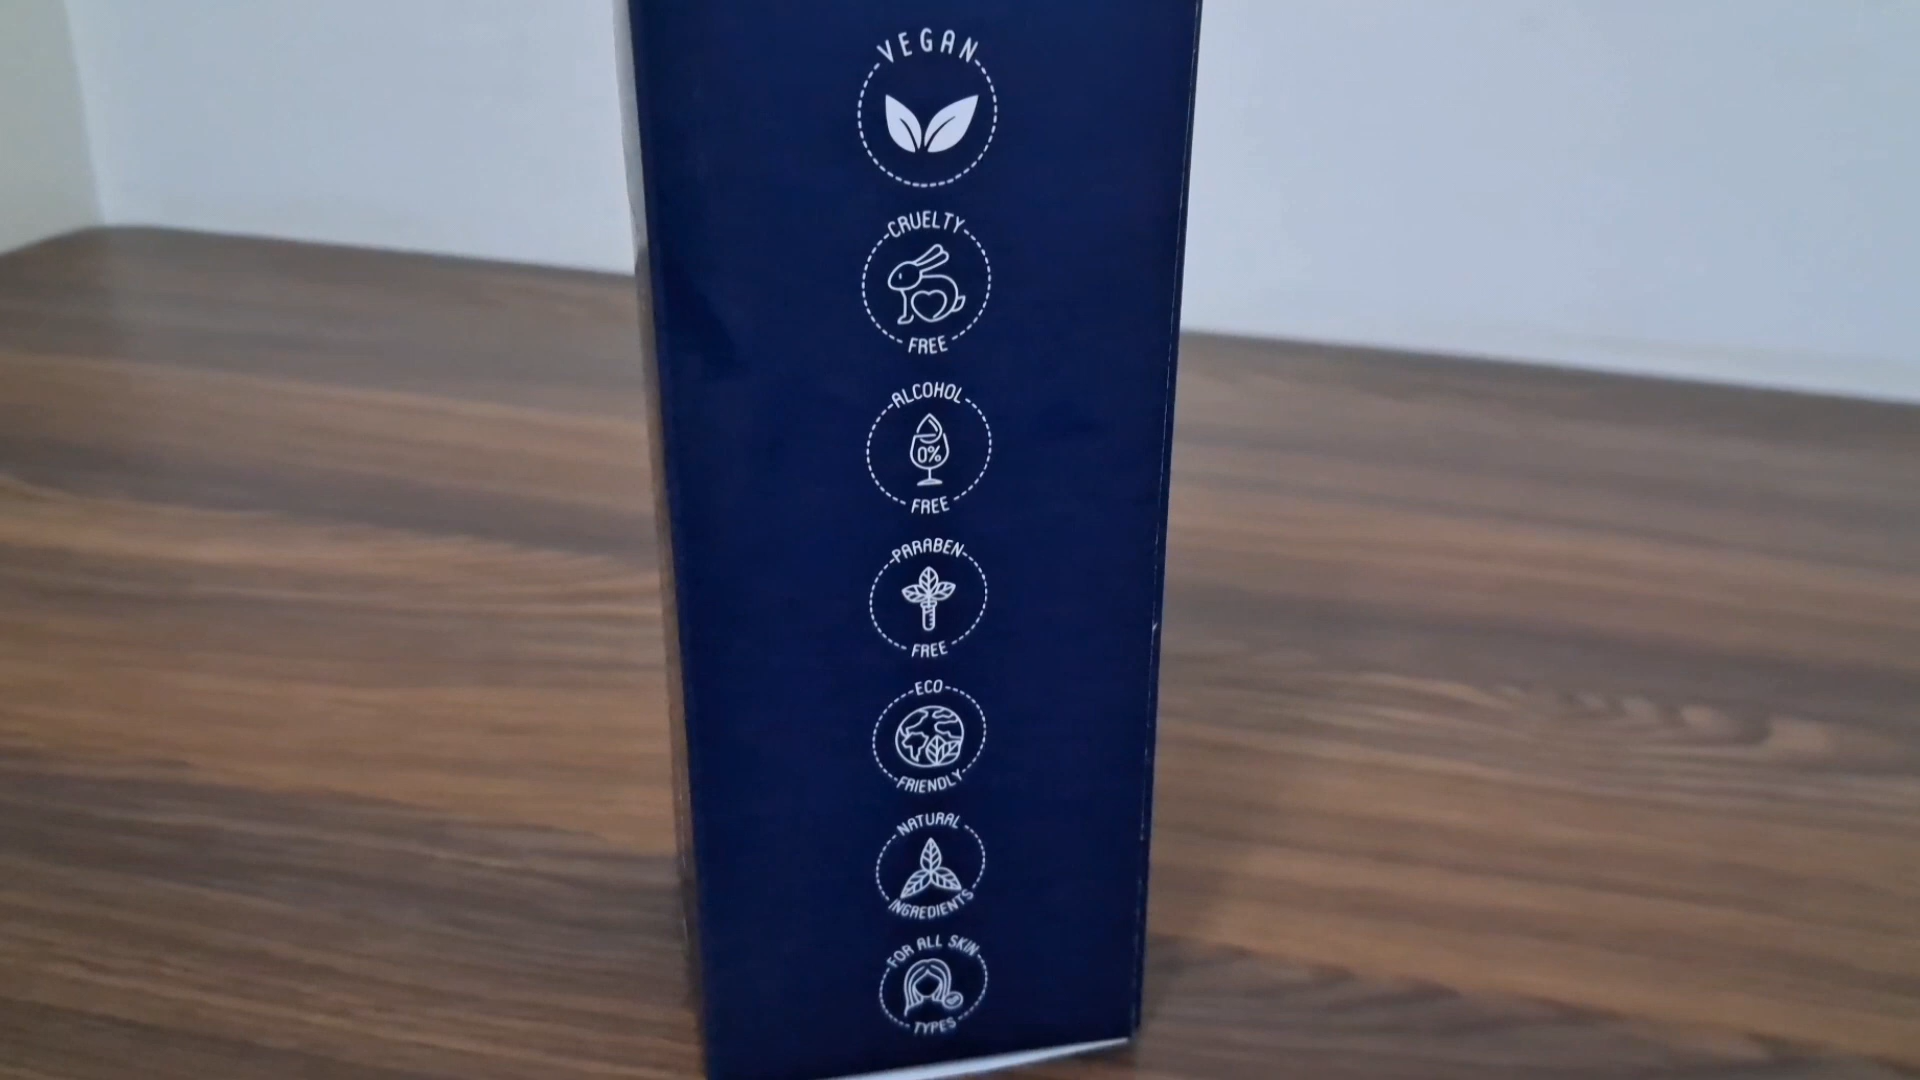 VEGAN
CRUELTY
FREE
ALCOHOL
0%
FREE
PARABEN
FREE
ECO
FRIENDLY
NATURAL
INGREDIENTS
FOR ALL SKIN
TYPES